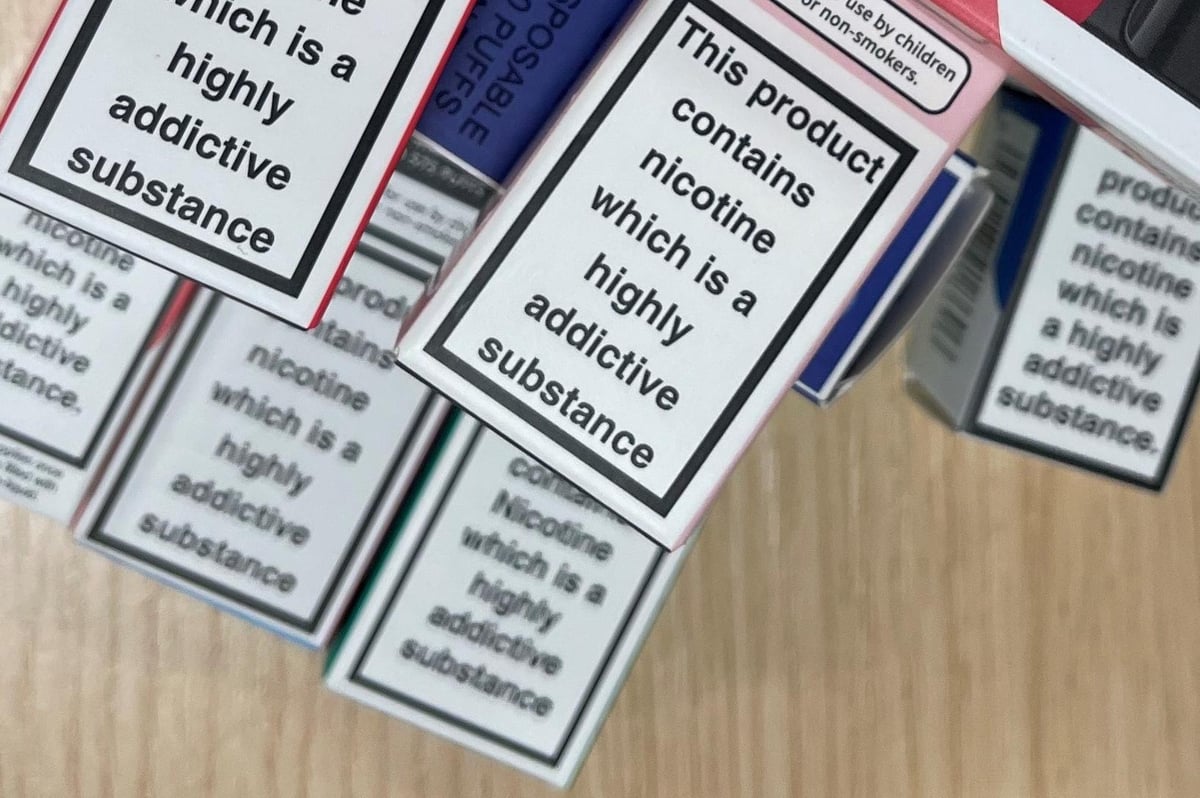 which is a
highly
addictive
substance
POSABLE
PUFFS
use by children
or non-smokers.
This product
contains
nicotine
which is a
highly
addictive
substance
contains
nicotine
which is
a highly
addictive
substance.
nicotine
which is a
highly
nicotine
which is a
highly
addictive
substance
Nicotine
which is a
highly
addictive
substance